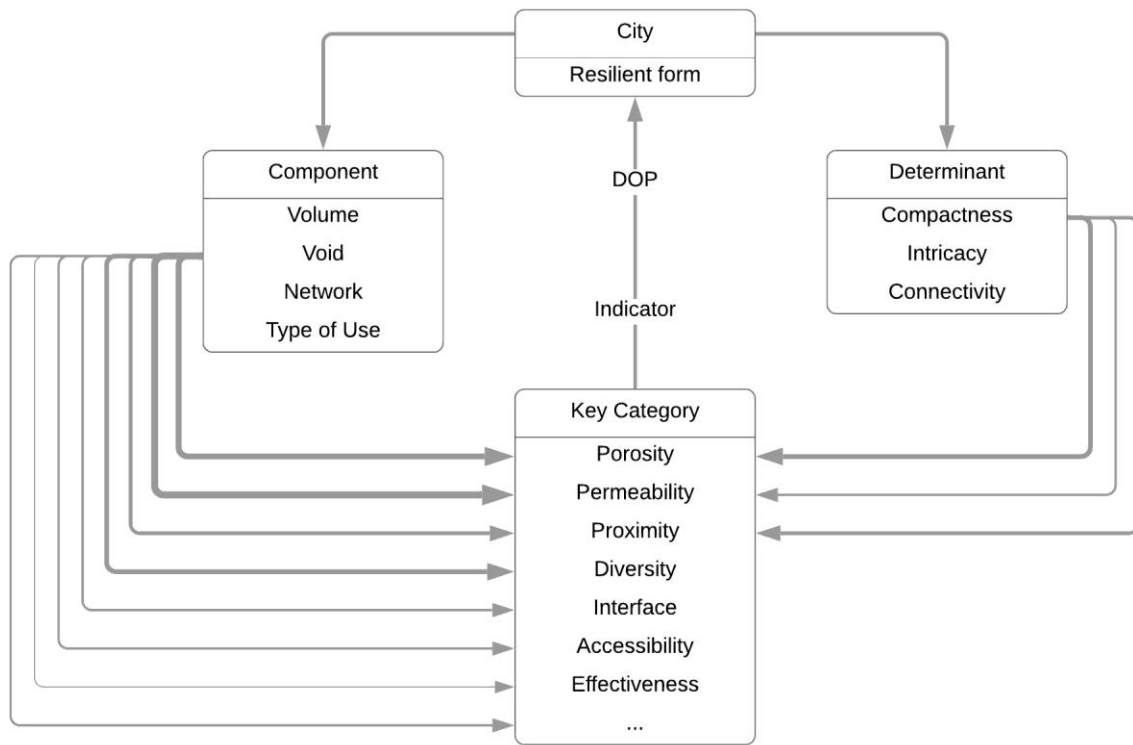 City
Resilient form
Component
Volume
Void
Network
Type of Use
DOP
Indicator
Determinant
Compactness
Intricacy
Connectivity
Key Category
Porosity
Permeability
Proximity
Diversity
Interface
Accessibility
Effectiveness
...